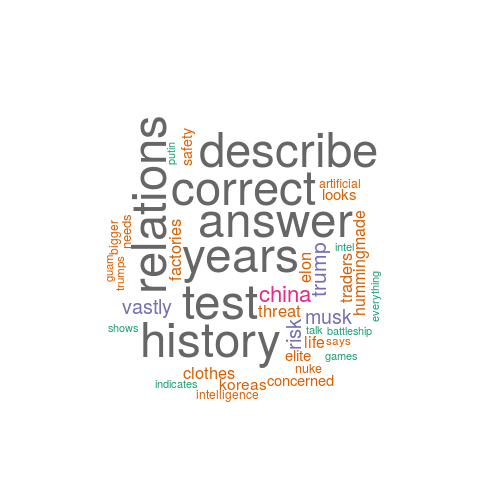 describe
correct
answer
years
test
history
relations
putin
safety
artificial
looks
bigger
needs
guam
trumps
factories
elon
trump
intel
traders
hummingmade
everything
china
threat
vastly
musk
risk
life
talk
battleship
says
shows
elite
games
nuke
clothes
koreas
concerned
indicates
intelligence